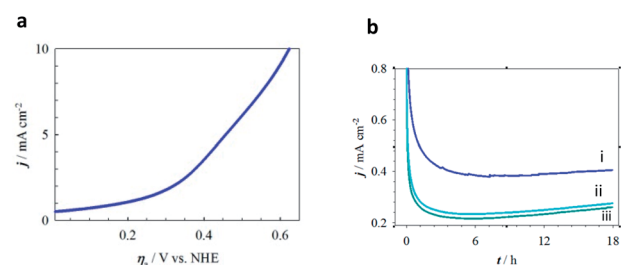 a
10
5
0
j / mA cm-2
0.2
0.4
0.6
ηa / V vs. NHE
b
0.8
0.6
0.4
0.2
j / mA cm-2
0
6
12
18
t / h
i
ii
iii